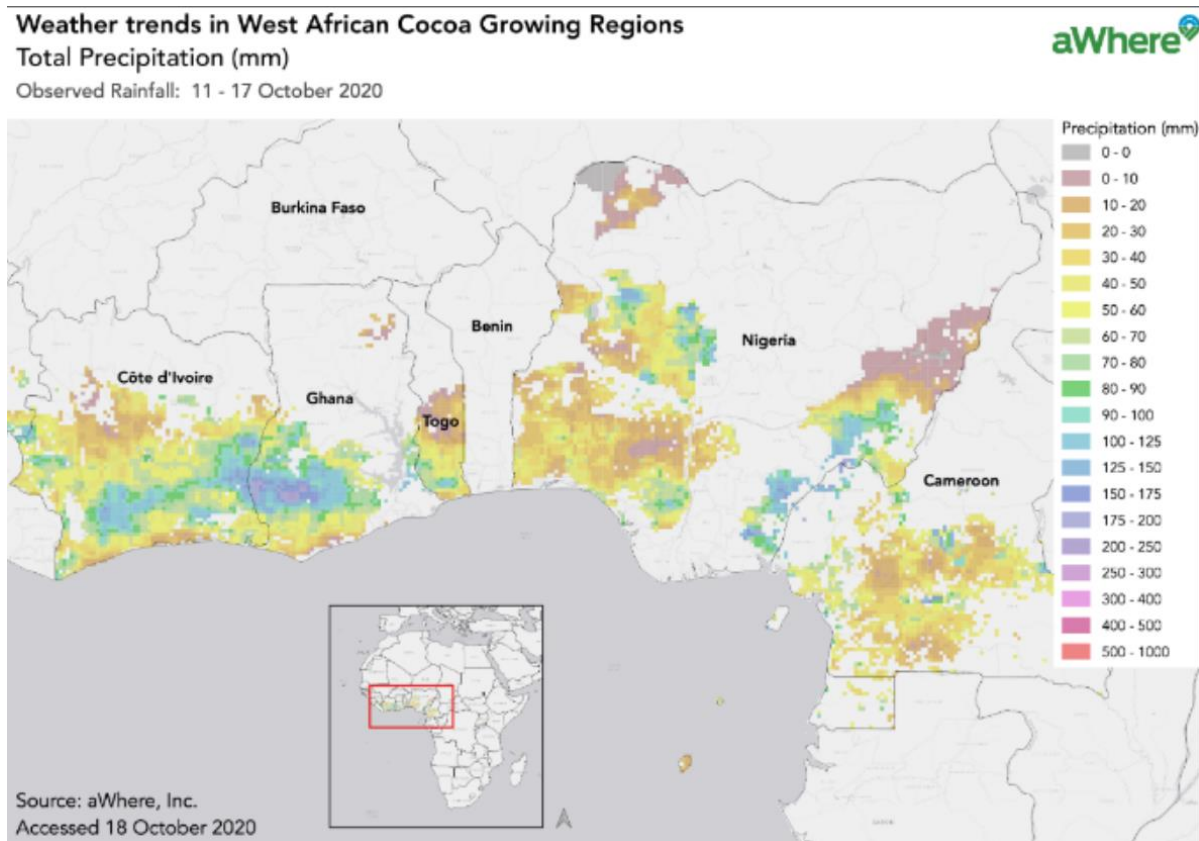 Weather trends in West African Cocoa Growing Regions
Total Precipitation (mm)
Observed Rainfall: 11 - 17 October 2020
aWhere
Precipitation (mm)
0 - 0
0 - 10
10 - 20
20 - 30
30 - 40
40 - 50
50 - 60
60 - 70
70 - 80
80 - 90
90 - 100
100 - 125
125 - 150
150 - 175
175 - 200
200 - 250
250 - 300
300 - 400
400 - 500
500 - 1000
Burkina Faso
Benin
Nigeria
Côte d'Ivoire
Ghana
Togo
Cameroon
Source: aWhere, Inc.
Accessed 18 October 2020